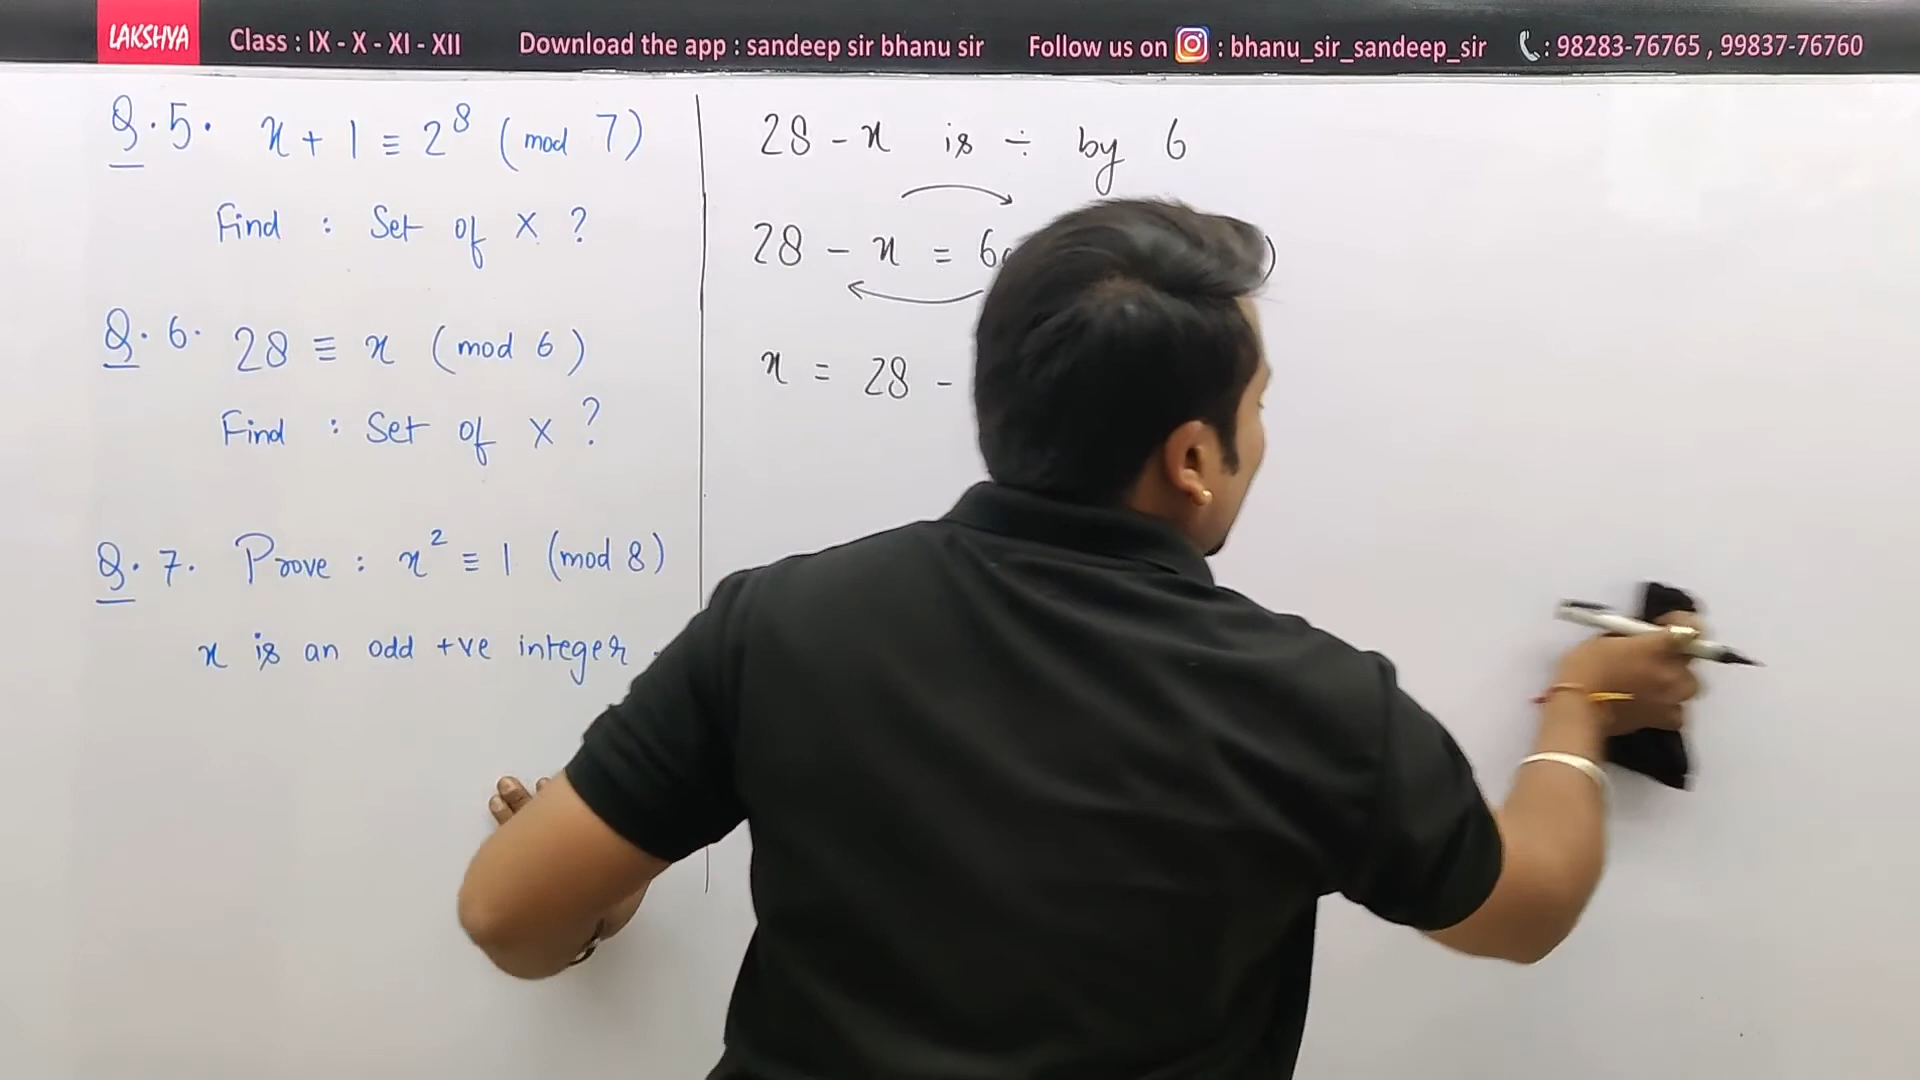 LAKSHYA Class : IX - X - XI - XII Download the app : sandeep sir bhanu sir Follow us on : bhanu_sir_sandeep_sir : 98283-76765 , 99837-76760
Q.5. x + 1 ≡ 2⁸ (mod 7)
Find : Set of X ?
Q.6. 28 ≡ x (mod 6)
Find : Set of X ?
Q.7. Prove : x² ≡ 1 (mod 8)
x is an odd +ve integer
28 - x is ÷ by 6
28 - x = 6
x = 28 -